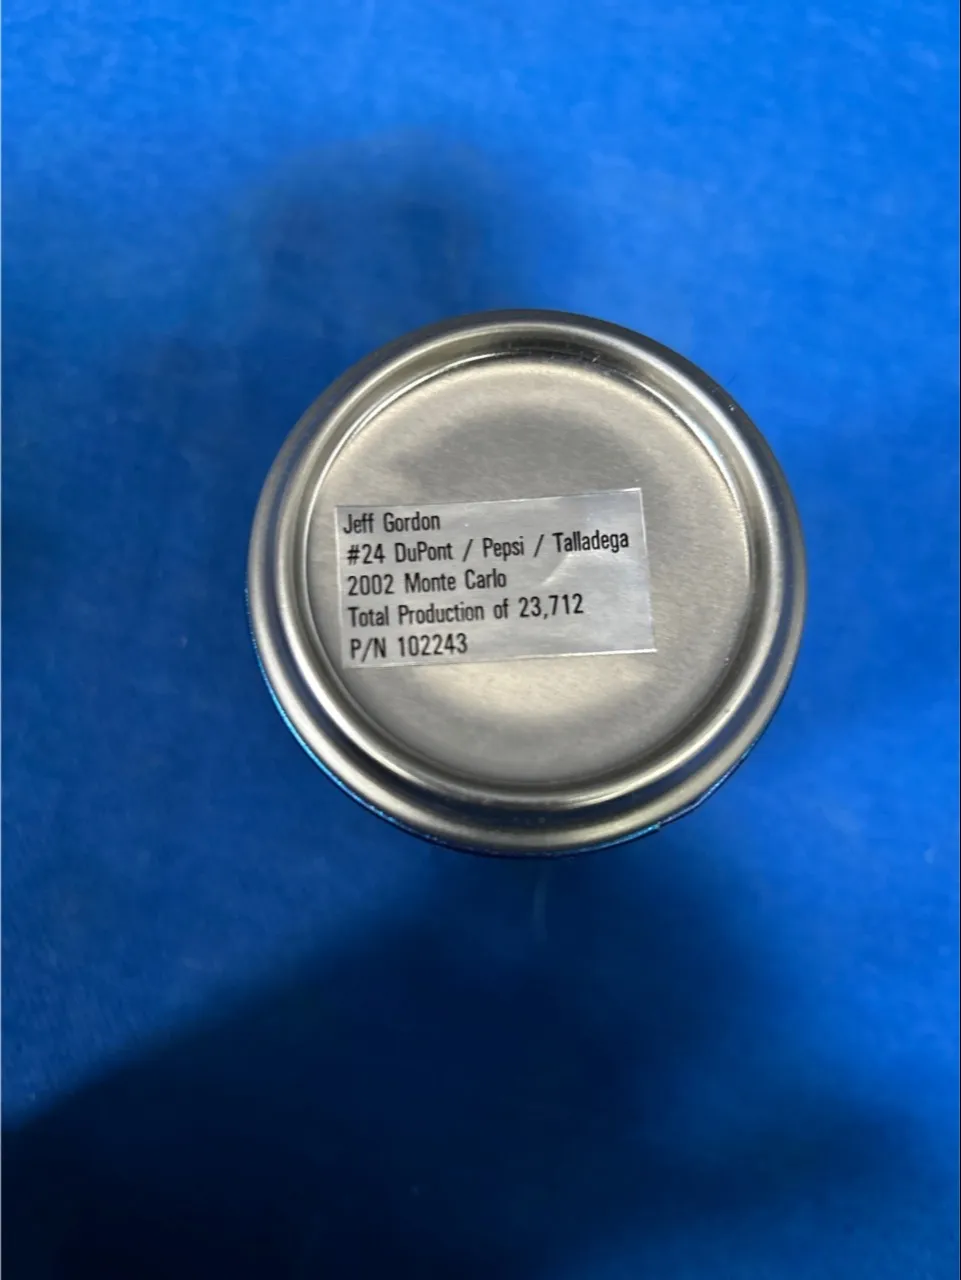 Jeff Gordon
#24 DuPont / Pepsi / Talladega
2002 Monte Carlo
Total Production of 23,712
P/N 102243